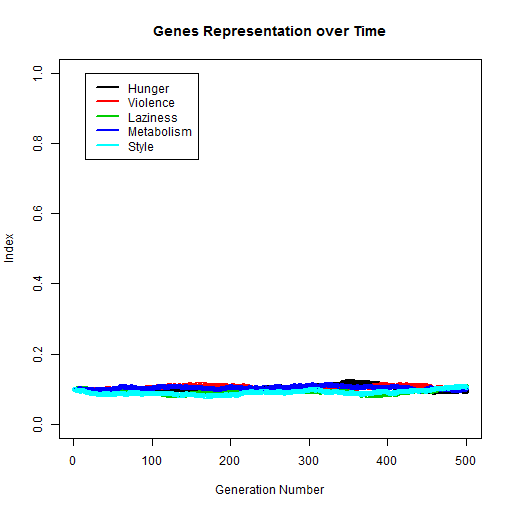 Genes Representation over Time
1.0
Hunger
Violence
Laziness
Metabolism
Style
0.8
0.6
Index
0.4
0.2
0.0
0 100 200 300 400 500
Generation Number